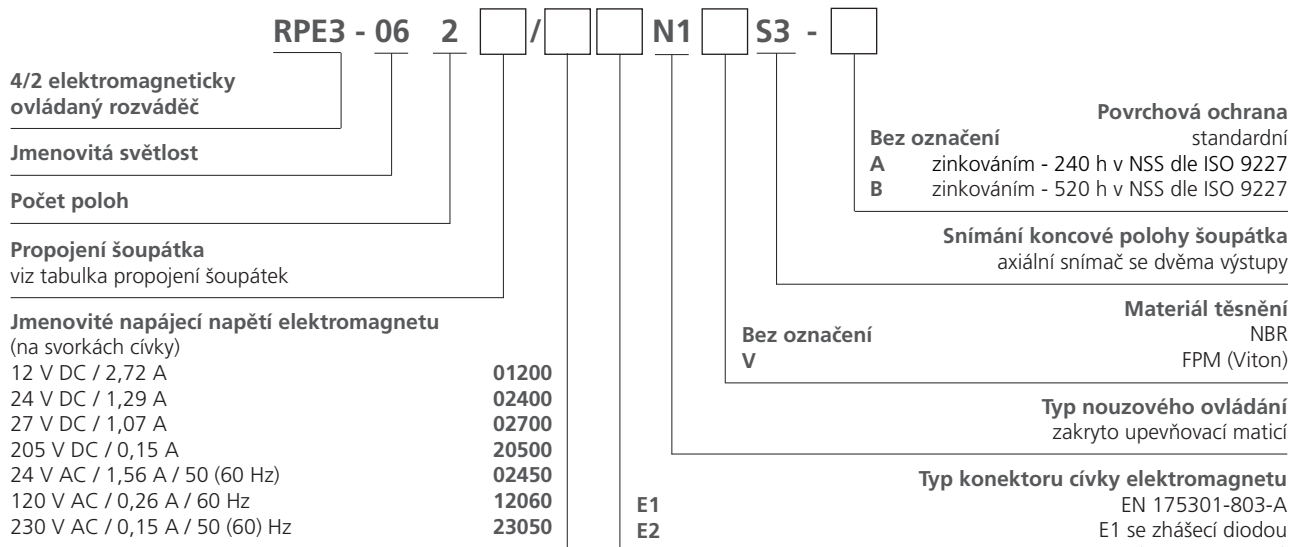 RPE3 - 06 2 / N1 S3 -
4/2 elektromagneticky
ovládaný rozváděč
Jmenovitá světlost
Počet poloh
Propojení šoupátka
viz tabulka propojení šoupátek
Jmenovité napájecí napětí elektromagnetu
(na svorkách cívky)
12 V DC / 2,72 A 01200
24 V DC / 1,29 A 02400
27 V DC / 1,07 A 02700
205 V DC / 0,15 A 20500
24 V AC / 1,56 A / 50 (60 Hz) 02450
120 V AC / 0,26 A / 60 Hz 12060
230 V AC / 0,15 A / 50 (60) Hz 23050
Povrchová ochrana
Bez označení standardní
A zinkováním - 240 h v NSS dle ISO 9227
B zinkováním - 520 h v NSS dle ISO 9227
Snímání koncové polohy šoupátka
axiální snímač se dvěma výstupy
Materiál těsnění
Bez označení NBR
V FPM (Viton)
Typ nouzového ovládání
zakryto upevňovací maticí
Typ konektoru cívky elektromagnetu
E1 EN 175301-803-A
E2 E1 se zhášecí diodou